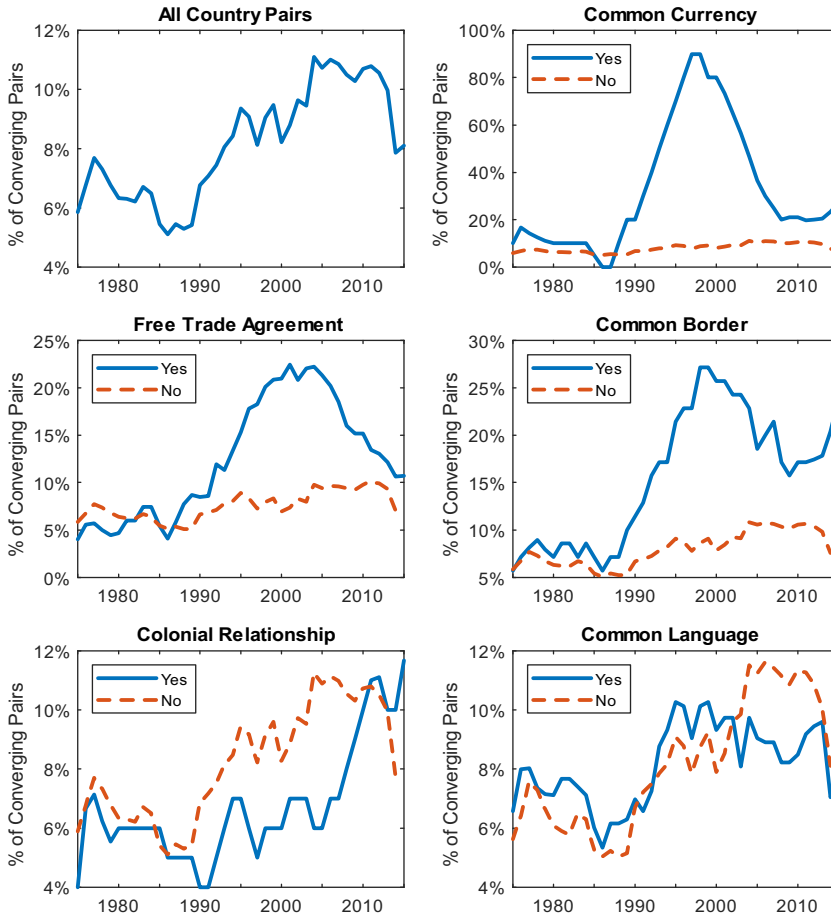 All Country Pairs
12%
10%
8%
6%
4%
% of Converging Pairs
1980 1990 2000 2010
Common Currency
100%
80%
60%
40%
20%
0%
% of Converging Pairs
Yes
No
1980 1990 2000 2010
Free Trade Agreement
25%
20%
15%
10%
5%
0%
% of Converging Pairs
Yes
No
1980 1990 2000 2010
Common Border
30%
25%
20%
15%
10%
5%
% of Converging Pairs
Yes
No
1980 1990 2000 2010
Colonial Relationship
12%
10%
8%
6%
4%
% of Converging Pairs
Yes
No
1980 1990 2000 2010
Common Language
12%
10%
8%
6%
4%
% of Converging Pairs
Yes
No
1980 1990 2000 2010